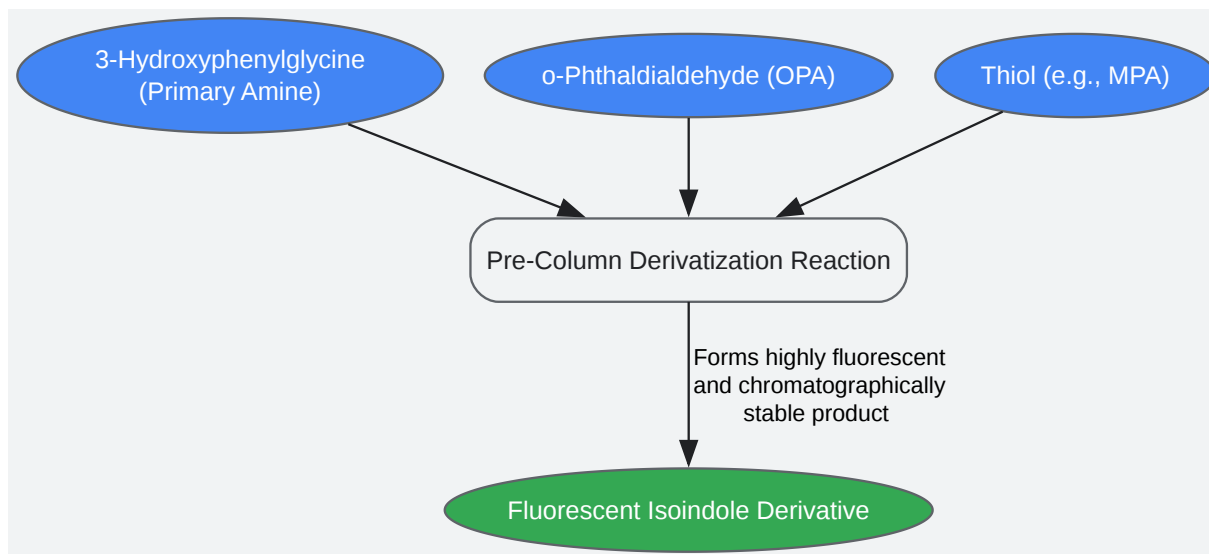 3-Hydroxyphenylglycine
(Primary Amine)
o-Phthaldialdehyde (OPA)
Thiol (e.g., MPA)
Pre-Column Derivatization Reaction
Forms highly fluorescent
and chromatographically
stable product
Fluorescent Isoindole Derivative